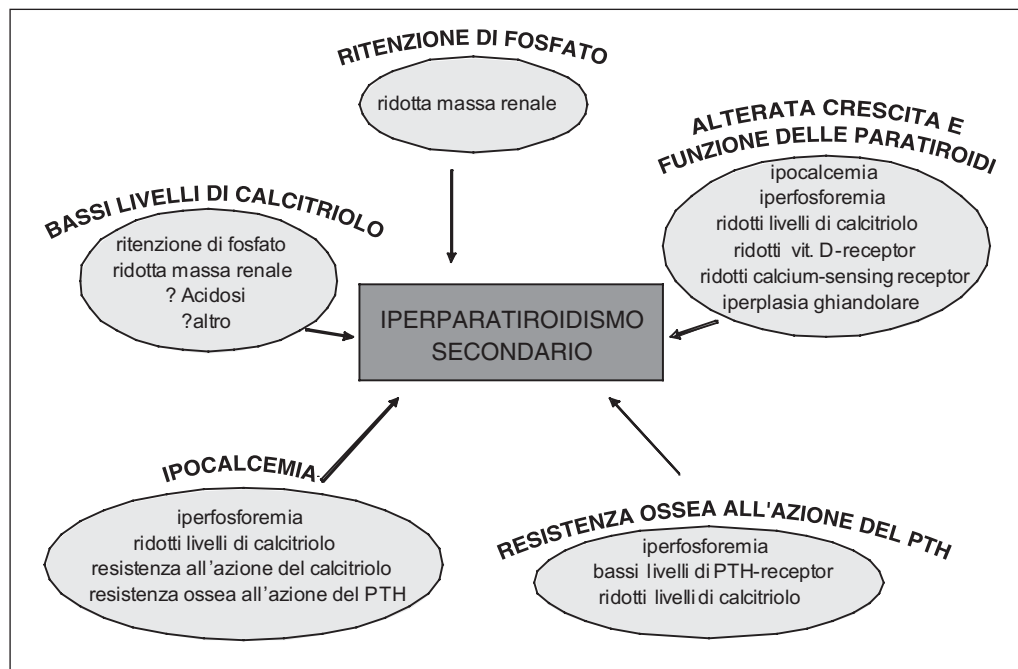 RITENZIONE DI FOSFATO
ridotta massa renale
ALTERATA CRESCITA E
FUNZIONE DELLE PARATIROIDI
ipocalcemia
iperfosforemia
ridotti livelli di calcitriolo
ridotti vit. D-receptor
ridotti calcium-sensing receptor
iperplasia ghiandolare
BASSI LIVELLI DI CALCITRIOLO
ritenzione di fosfato
ridotta massa renale
? Acidosi
?altro
IPERPARATIROIDISMO
SECONDARIO
IPOCALCEMIA
iperfosforemia
ridotti livelli di calcitriolo
resistenza all'azione del calcitriolo
resistenza ossea all'azione del PTH
RESISTENZA OSSEA ALL'AZIONE DEL PTH
iperfosforemia
bassi livelli di PTH-receptor
ridotti livelli di calcitriolo